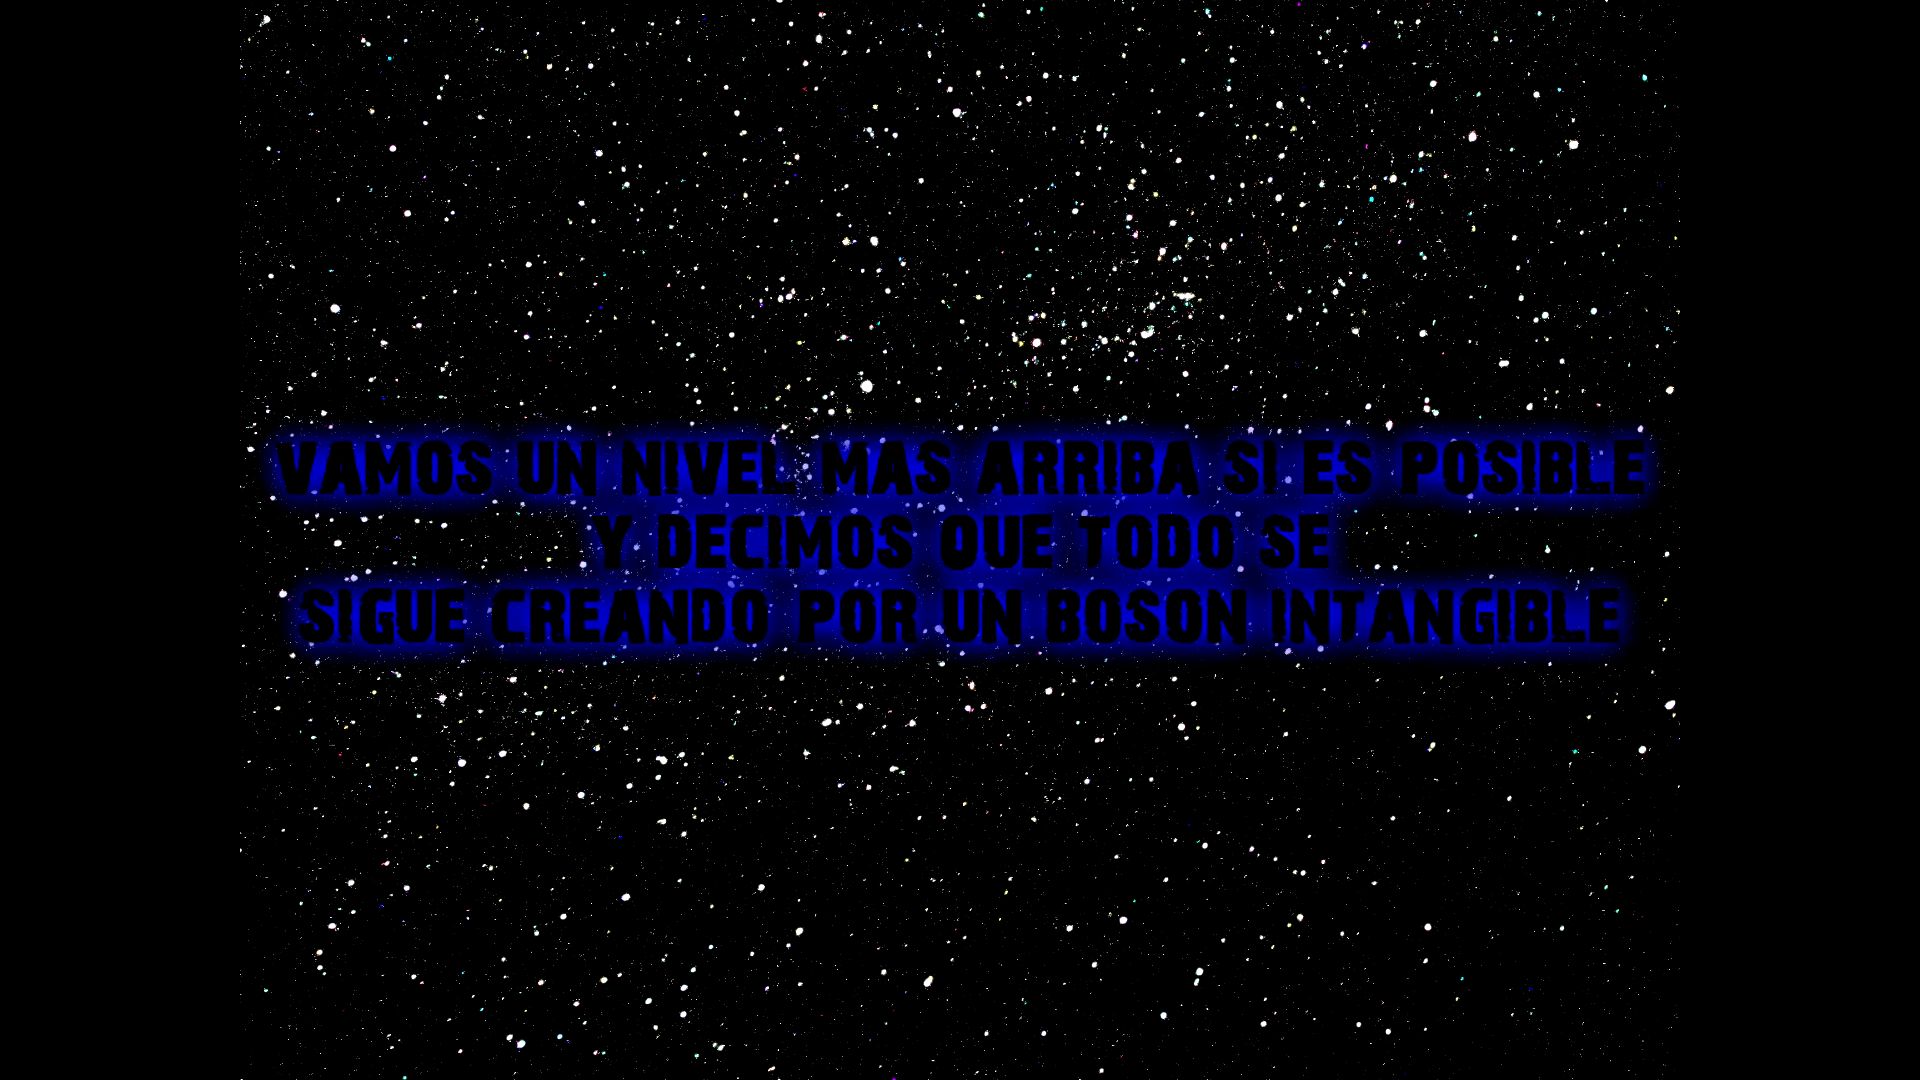 VAMOS UN NIVEL MAS ARRIBA SI ES POSIBLE
Y DECIMOS QUE TODO SE
SIGUE CREANDO POR UN BOSON INTANGIBLE